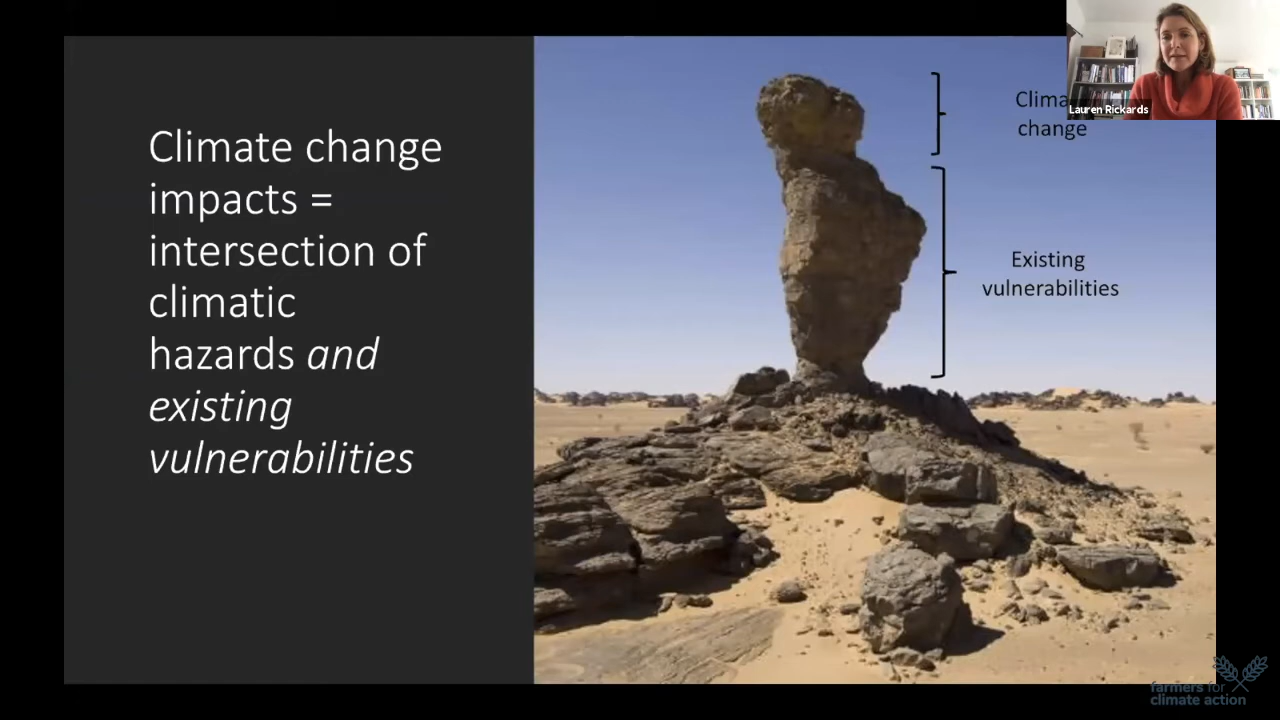 Climate change
impacts =
intersection of
climatic
hazards and
existing
vulnerabilities
change
Existing
vulnerabilities
Lauren Rickards
farmers for
climate action